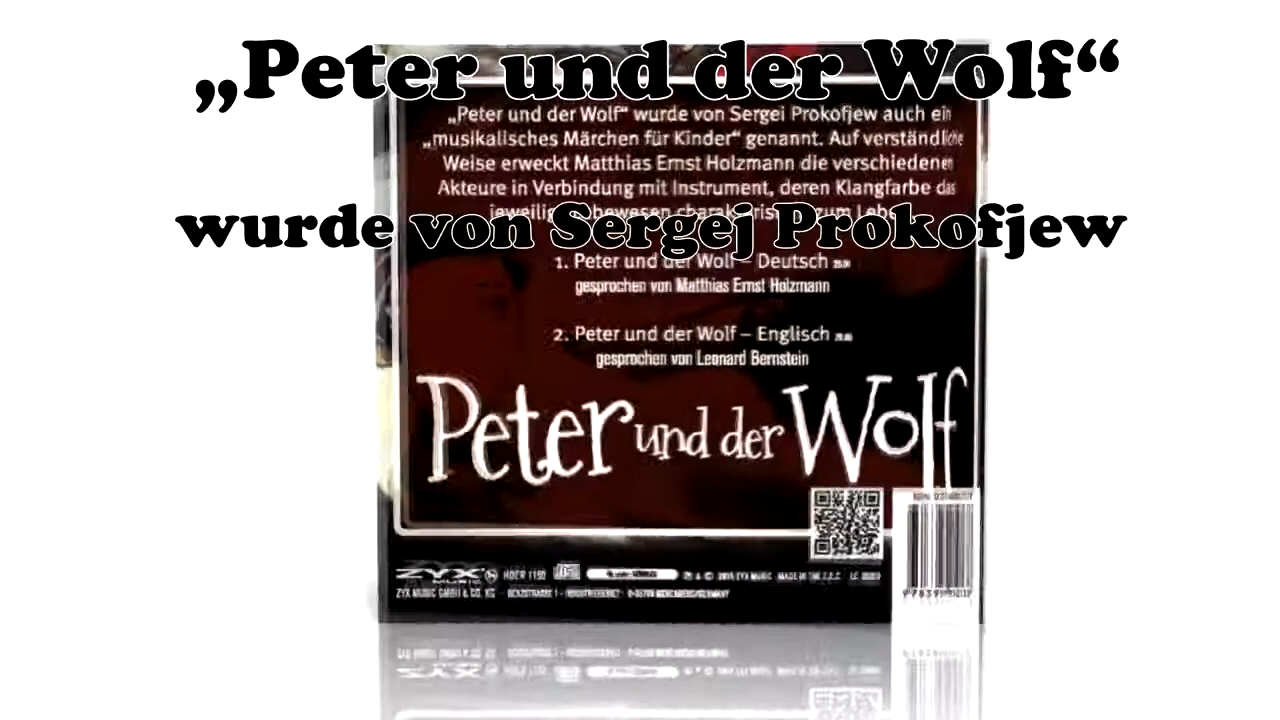 „Peter und der Wolf“
„Peter und der Wolf“ wurde von Sergei Prokofjew auch ein
„musikalisches Märchen für Kinder“ genannt. Auf verständliche
Weise erweckt Matthias Ernst Holzmann die verschiedenen
Akteure in Verbindung mit Instrument, deren Klangfarbe das
wurde von Sergej Prokofjew
1. Peter und der Wolf – Deutsch
gesprochen von Matthias Ernst Holzmann
2. Peter und der Wolf – Englisch
gesprochen von Leonard Bernstein
Peter und der Wolf
ZYX
MUSIC
ZYX MUSIC GMBH & CO. KG